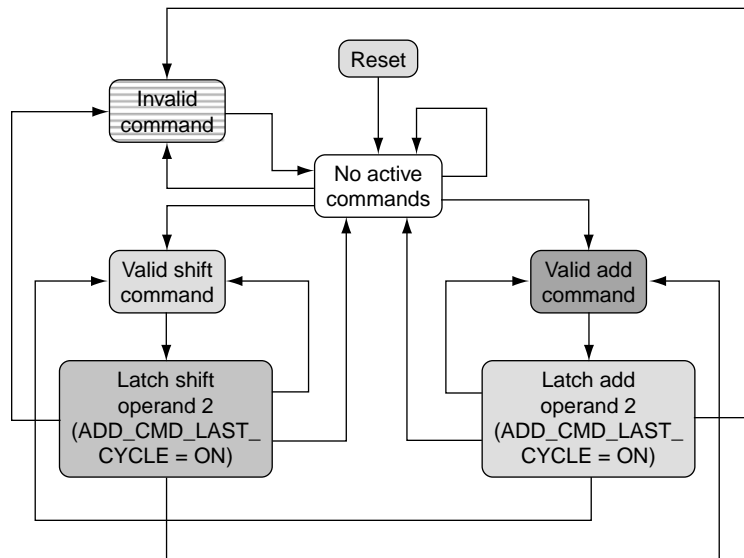 Reset
Invalid
command
No active
commands
Valid shift
command
Valid add
command
Latch shift
operand 2
(ADD_CMD_LAST_
CYCLE = ON)
Latch add
operand 2
(ADD_CMD_LAST_
CYCLE = ON)